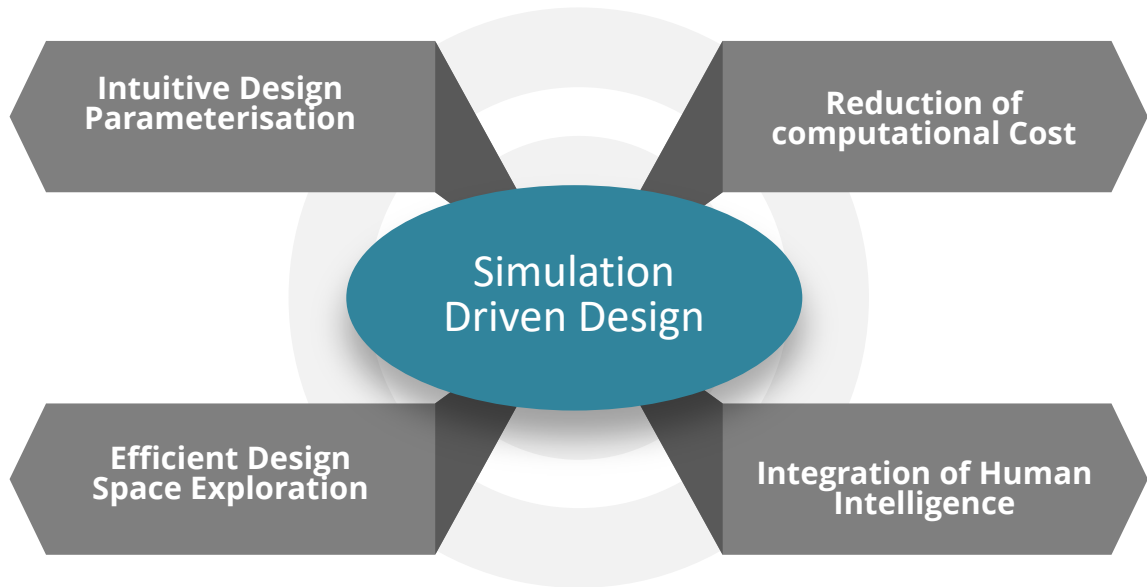 Intuitive Design
Parameterisation
Reduction of
computational Cost
Simulation
Driven Design
Efficient Design
Space Exploration
Integration of Human
Intelligence